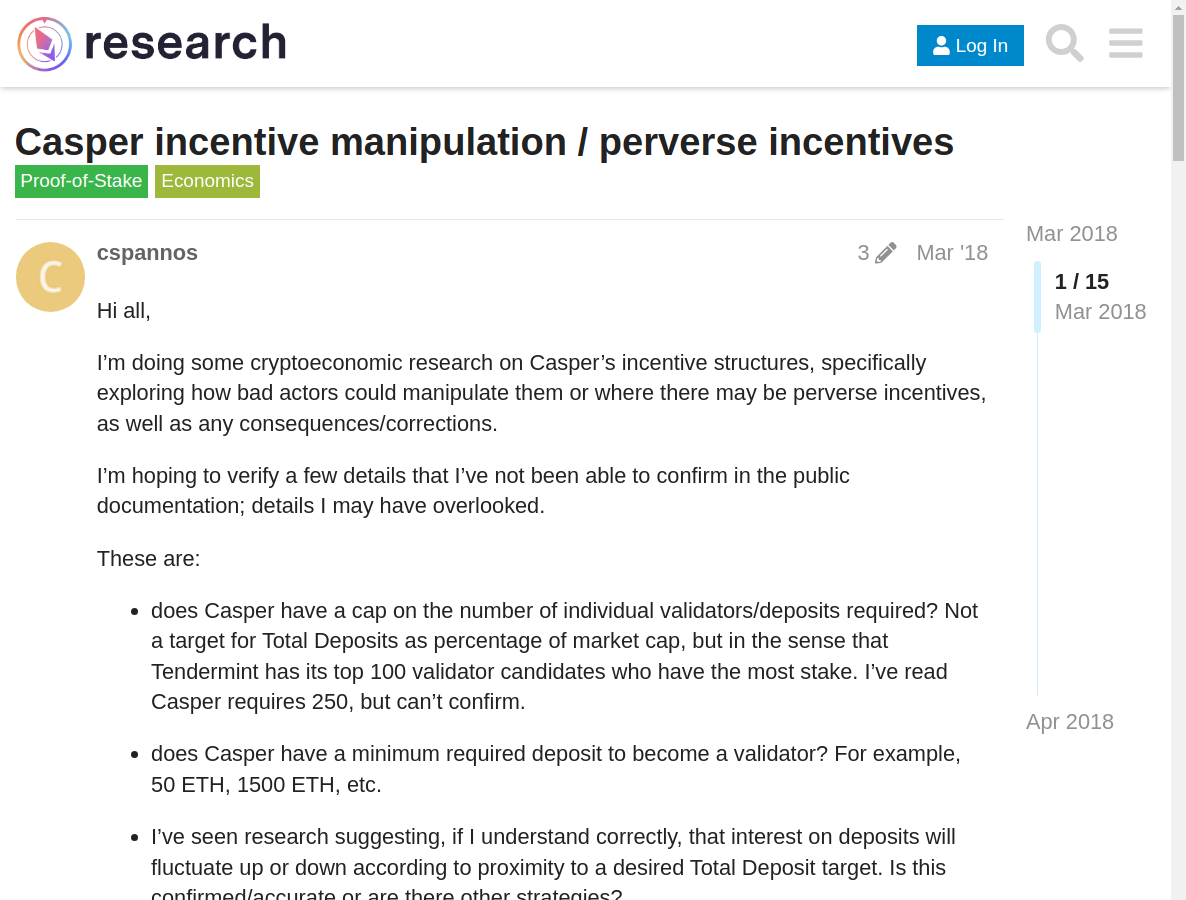 research
Log In
Casper incentive manipulation / perverse incentives
Proof-of-Stake Economics
cspannos 3 Mar '18
Hi all,
I’m doing some cryptoeconomic research on Casper’s incentive structures, specifically
exploring how bad actors could manipulate them or where there may be perverse incentives,
as well as any consequences/corrections.
I’m hoping to verify a few details that I’ve not been able to confirm in the public
documentation; details I may have overlooked.
These are:
does Casper have a cap on the number of individual validators/deposits required? Not
a target for Total Deposits as percentage of market cap, but in the sense that
Tendermint has its top 100 validator candidates who have the most stake. I’ve read
Casper requires 250, but can’t confirm.
does Casper have a minimum required deposit to become a validator? For example,
50 ETH, 1500 ETH, etc.
I’ve seen research suggesting, if I understand correctly, that interest on deposits will
fluctuate up or down according to proximity to a desired Total Deposit target. Is this
confirmed/accurate or are there other strategies?
Mar 2018
1 / 15
Mar 2018
Apr 2018
C